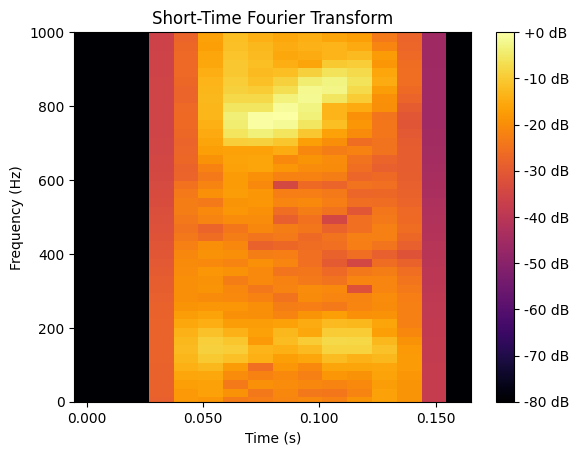 Short-Time Fourier Transform
1000
800
600
400
200
0
Frequency (Hz)
0.000
0.050
0.100
0.150
Time (s)
+0 dB
-10 dB
-20 dB
-30 dB
-40 dB
-50 dB
-60 dB
-70 dB
-80 dB